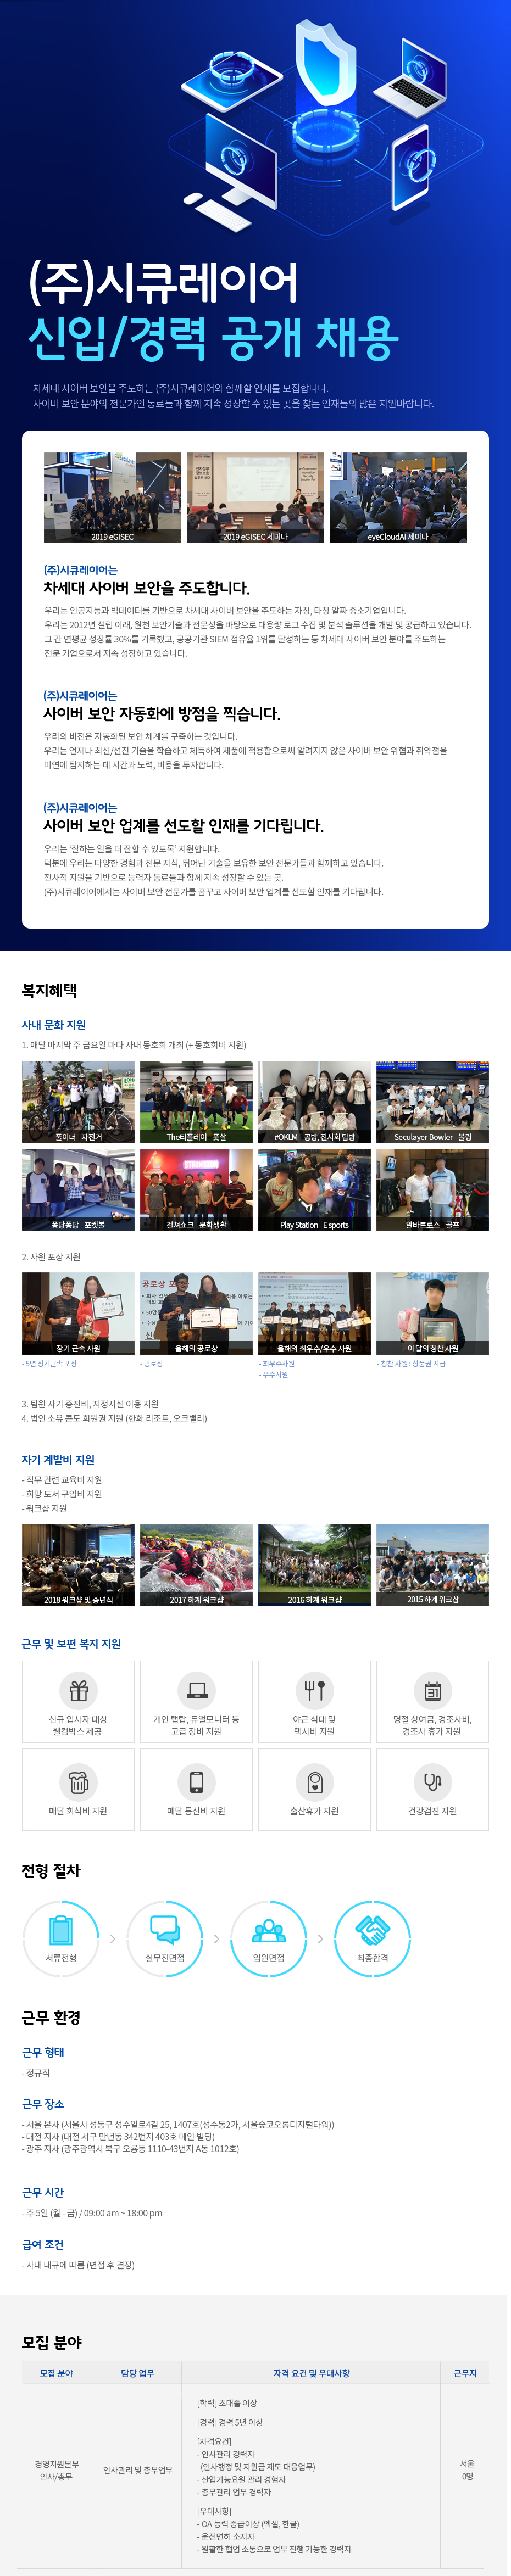 (주)시큐레이어
신입/경력 공개 채용
차세대 사이버 보안을 주도하는 (주)시큐레이어와 함께할 인재를 모집합니다.
사이버 보안 분야의 전문가인 동료들과 함께 지속 성장할 수 있는 곳을 찾는 인재들의 많은 지원바랍니다.
2019 eGISEC
2019 eGISEC 세미나
eyeCloudAI 세미나
(주)시큐레이어는
차세대 사이버 보안을 주도합니다.
우리는 인공지능과 빅데이터를 기반으로 차세대 사이버 보안을 주도하는 자칭, 타칭 알짜 중소기업입니다.
우리는 2012년 설립 이래, 원천 보안기술과 전문성을 바탕으로 대용량 로그 수집 및 분석 솔루션을 개발 및 공급하고 있습니다.
그 간 연평균 성장률 30%를 기록했고, 공공기관 SIEM 점유율 1위를 달성하는 등 차세대 사이버 보안 분야를 주도하는
전문 기업으로서 지속 성장하고 있습니다.
(주)시큐레이어는
사이버 보안 자동화에 방점을 찍습니다.
우리의 비전은 자동화된 보안 체계를 구축하는 것입니다.
우리는 언제나 최신/선진 기술을 학습하고 체득하여 제품에 적용함으로써 알려지지 않은 사이버 보안 위협과 취약점을
미연에 탐지하는 데 시간과 노력, 비용을 투자합니다.
(주)시큐레이어는
사이버 보안 업계를 선도할 인재를 기다립니다.
우리는 '잘하는 일을 더 잘할 수 있도록' 지원합니다.
덕분에 우리는 다양한 경험과 전문 지식, 뛰어난 기술을 보유한 보안 전문가들과 함께하고 있습니다.
전사적 지원을 기반으로 능력자 동료들과 함께 지속 성장할 수 있는 곳.
(주)시큐레이어에서는 사이버 보안 전문가를 꿈꾸고 사이버 보안 업계를 선도할 인재를 기다립니다.
복지혜택
사내 문화 지원
1. 매달 마지막 주 금요일 마다 사내 동호회 개최 (+ 동호회비 지원)
폴이너 - 자전거
The티플레이 - 풋살
#OKLM - 공방, 전시회 탐방
Seculayer Bowler - 볼링
퐁당퐁당 - 포켓볼
컬쳐쇼크 - 문화생활
Play Station - E sports
알바트로스 - 골프
2. 사원 포상 지원
장기 근속 사원
올해의 공로상
올해의 최우수/우수 사원
이 달의 칭찬 사원
- 5년 장기근속 포상
- 공로상
- 최우수사원
- 우수사원
- 칭찬 사원 : 상품권 지급
3. 팀원 사기 증진비, 지정시설 이용 지원
4. 법인 소유 콘도 회원권 지원 (한화 리조트, 오크밸리)
자기 계발비 지원
- 직무 관련 교육비 지원
- 희망 도서 구입비 지원
- 워크샵 지원
2018 워크샵 및 송년식
2017 하계 워크샵
2016 하계 워크샵
2015 하계 워크샵
근무 및 보편 복지 지원
신규 입사자 대상
웰컴박스 제공
개인 랩탑, 듀얼모니터 등
고급 장비 지원
야근 식대 및
택시비 지원
명절 상여금, 경조사비,
경조사 휴가 지원
매달 회식비 지원
매달 통신비 지원
출산휴가 지원
건강검진 지원
전형 절차
서류전형
실무진면접
임원면접
최종합격
근무 환경
근무 형태
- 정규직
근무 장소
- 서울 본사 (서울시 성동구 성수일로4길 25, 1407호(성수동2가, 서울숲코오롱디지털타워))
- 대전 지사 (대전 서구 만년동 342번지 403호 메인 빌딩)
- 광주 지사 (광주광역시 북구 오룡동 1110-43번지 A동 1012호)
근무 시간
- 주 5일 (월 - 금) / 09:00 am ~ 18:00 pm
급여 조건
- 사내 내규에 따름 (면접 후 결정)
모집 분야
모집 분야
담당 업무
자격 요건 및 우대사항
근무지
경영지원본부
인사/총무
인사관리 및 총무업무
[학력] 초대졸 이상
[경력] 경력 5년 이상
[자격요건]
- 인사관리 경력자
(인사행정 및 지원금 제도 대응업무)
- 산업기능요원 관리 경험자
- 총무관리 업무 경력자
[우대사항]
- OA 능력 중급이상 (엑셀, 한글)
- 운전면허 소지자
- 원활한 협업 소통으로 업무 진행 가능한 경력자
서울
0명